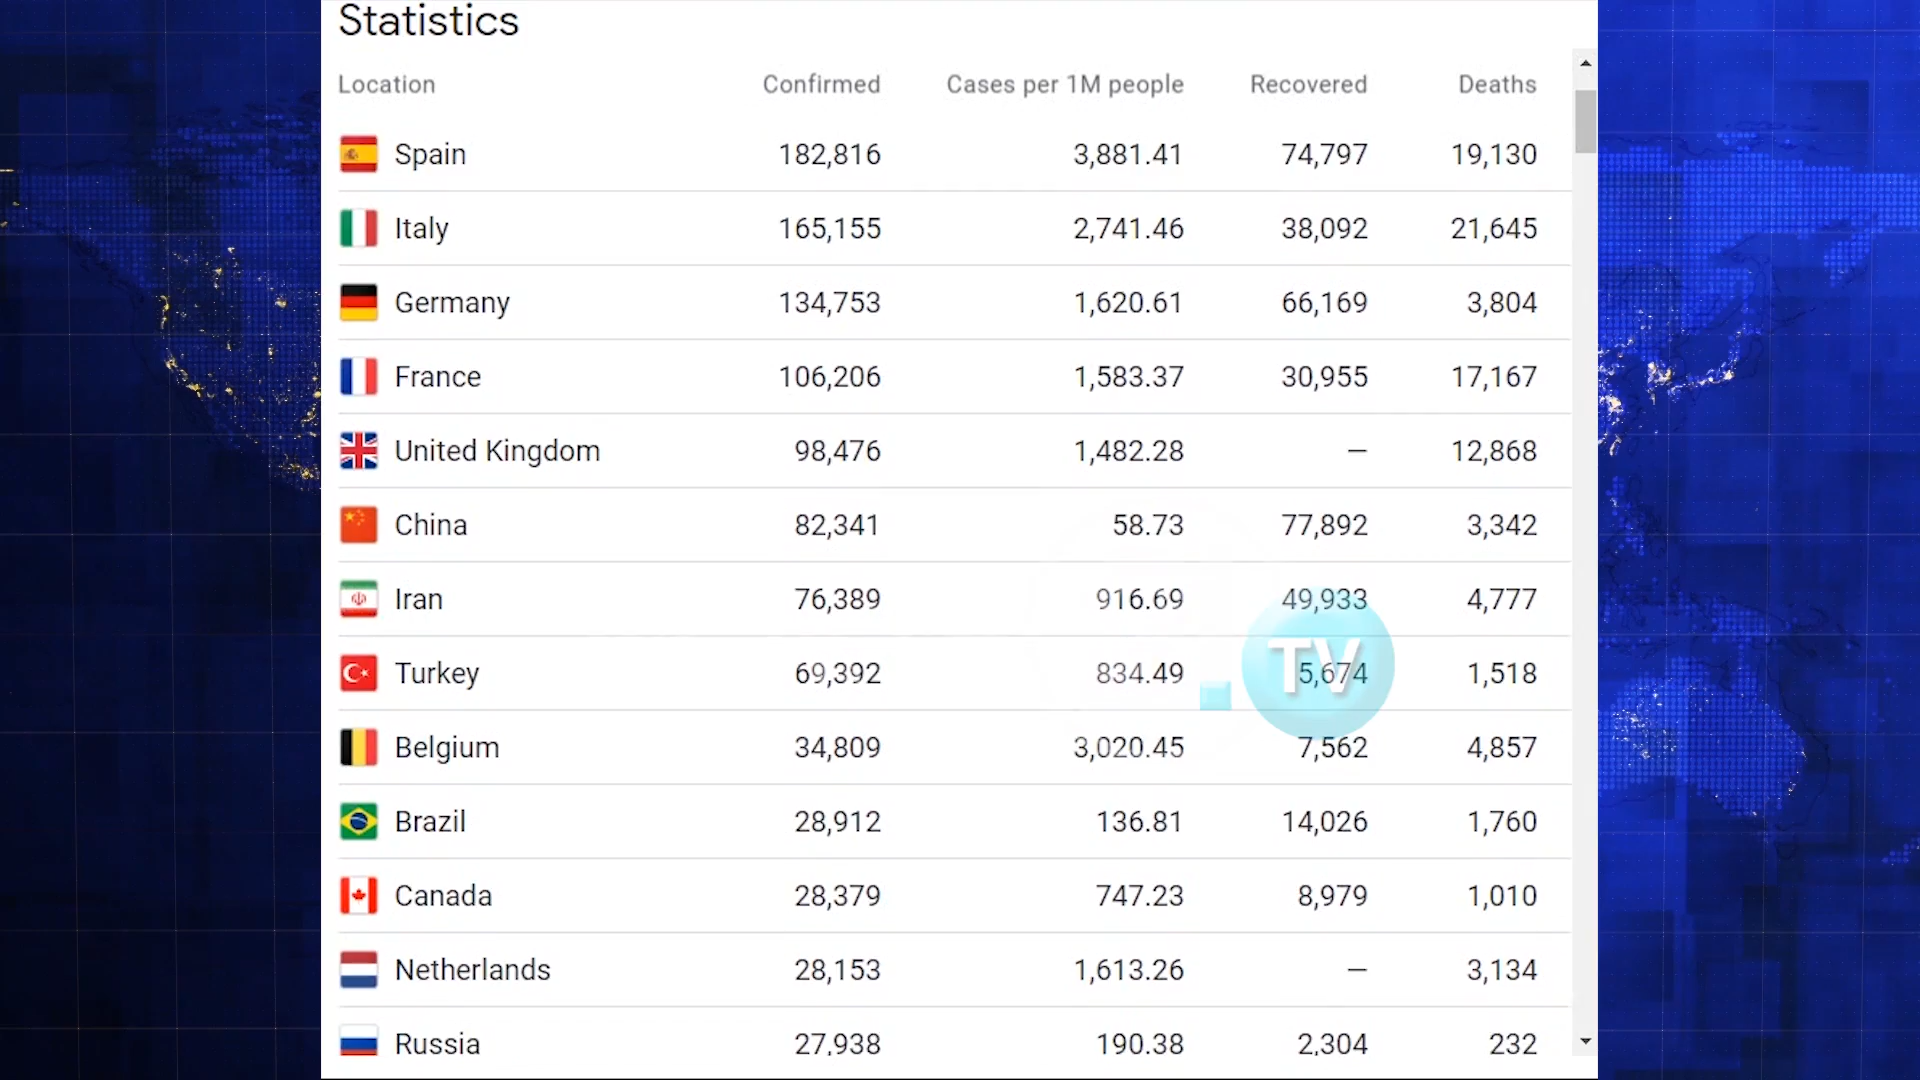 Statistics
Location Confirmed Cases per 1M people Recovered Deaths
Spain 182,816 3,881.41 74,797 19,130
Italy 165,155 2,741.46 38,092 21,645
Germany 134,753 1,620.61 66,169 3,804
France 106,206 1,583.37 30,955 17,167
United Kingdom 98,476 1,482.28 — 12,868
China 82,341 58.73 77,892 3,342
Iran 76,389 916.69 49,933 4,777
Turkey 69,392 834.49 5,674 1,518
TV
Belgium 34,809 3,020.45 7,562 4,857
Brazil 28,912 136.81 14,026 1,760
Canada 28,379 747.23 8,979 1,010
Netherlands 28,153 1,613.26 — 3,134
Russia 27,938 190.38 2,304 232